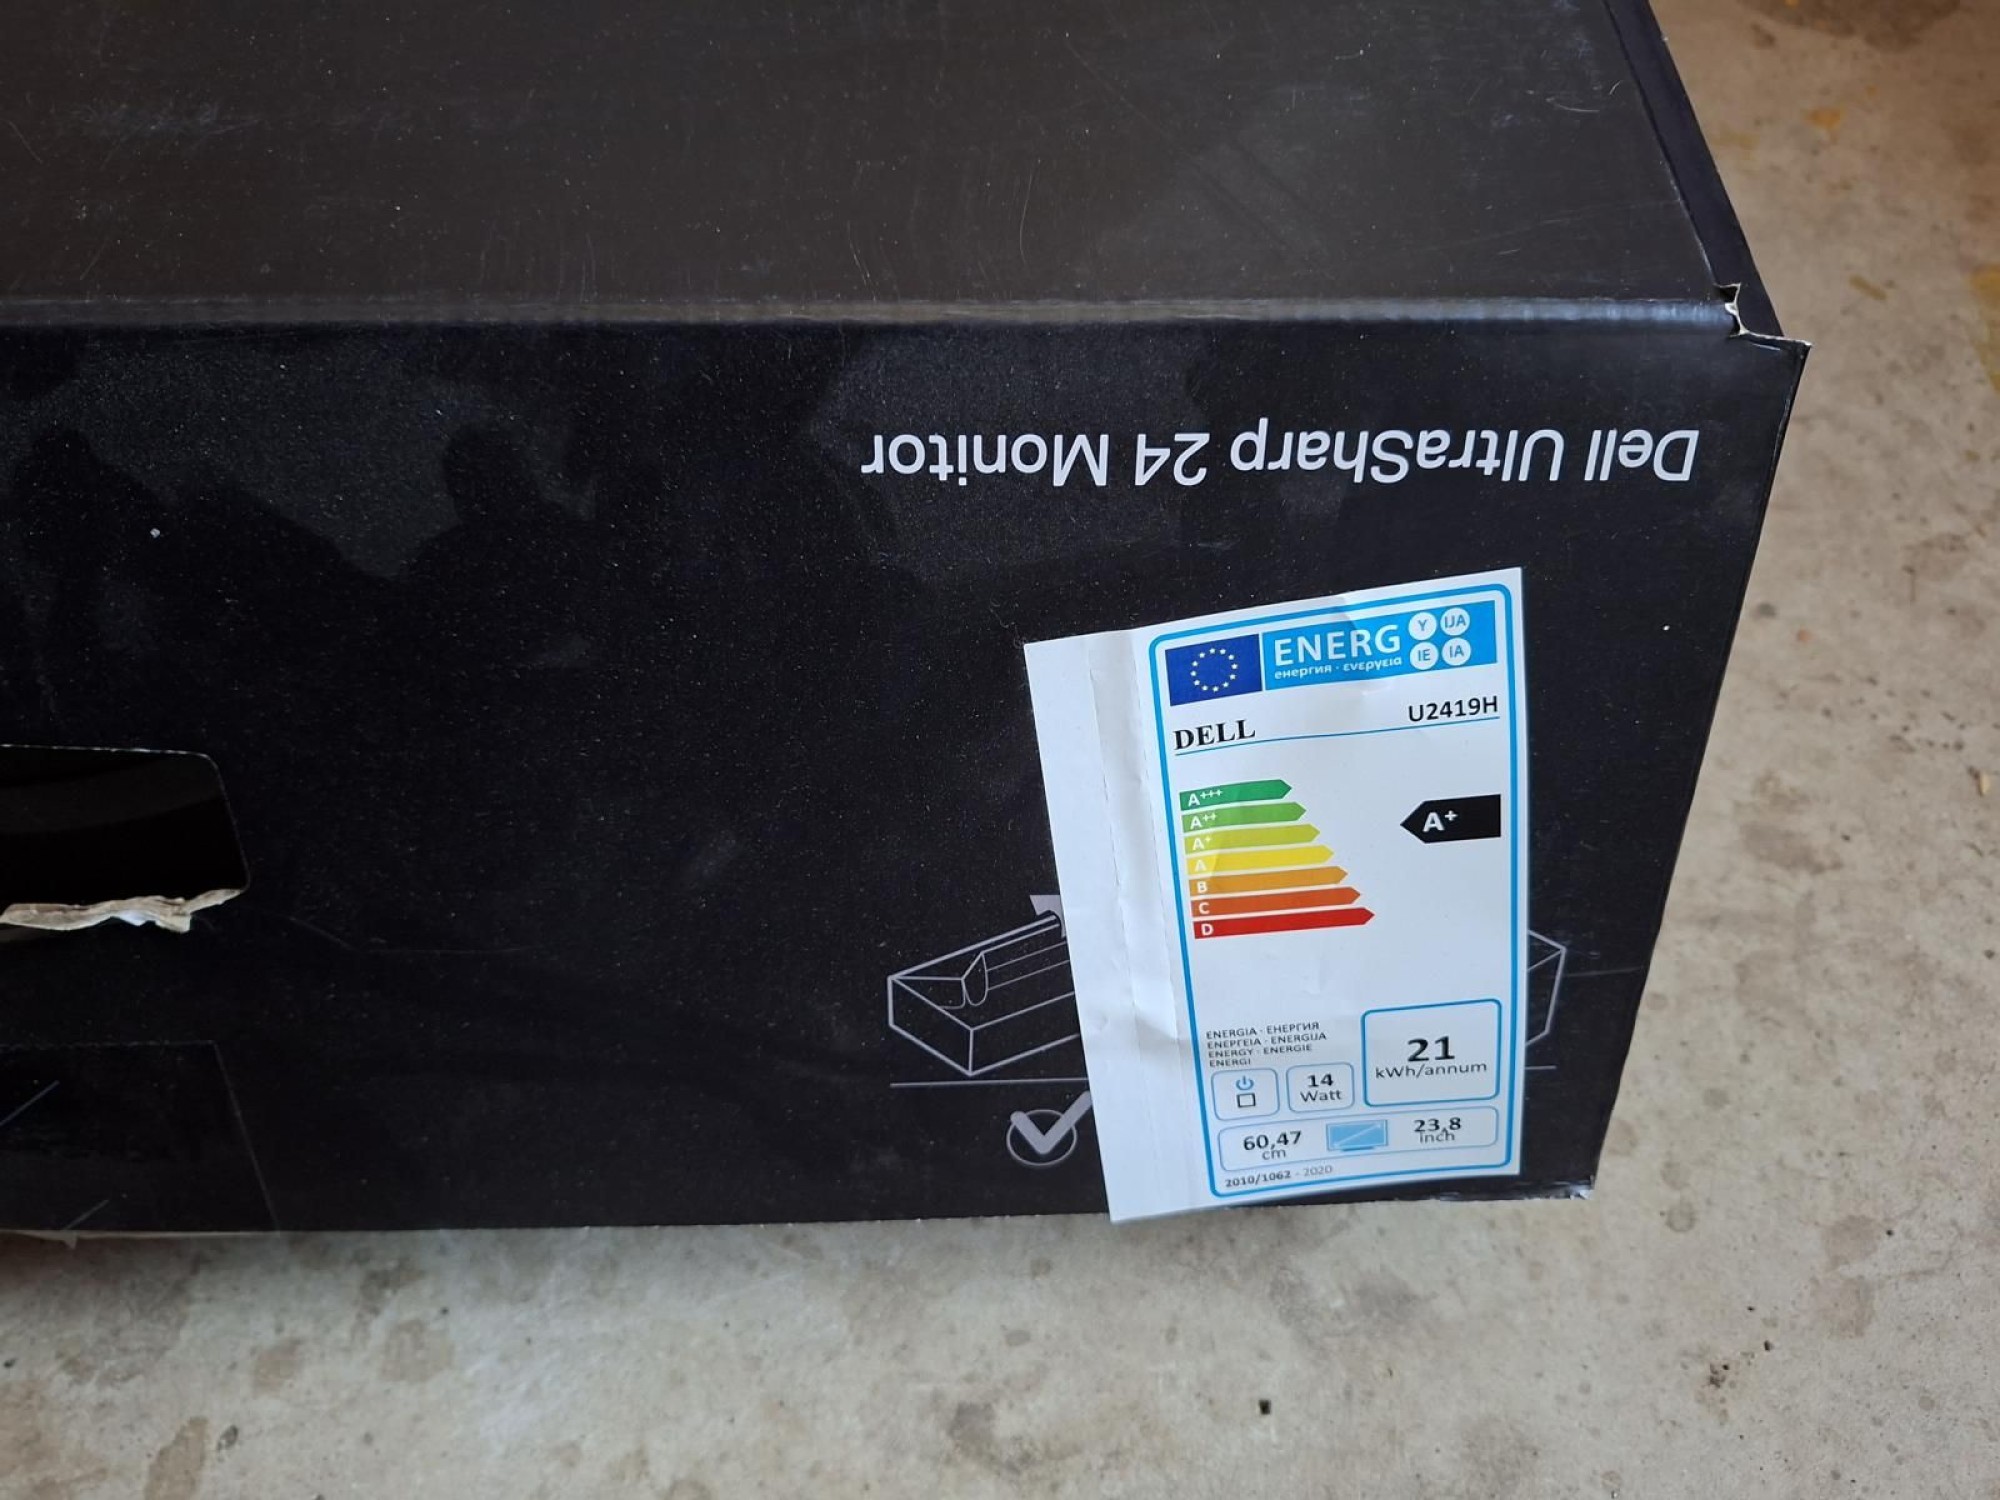 Dell UltraSharp 24 Monitor
ENERG Y IJA
енергия · ενεργεια IE IA
DELL U2419H
A+++
A++
A+ A+
A
B
C
D
ENERGIA · ЕНЕРГИЯ
ΕΝΕΡΓΕΙΑ · ENERGIJA
ENERGY · ENERGIE
ENERGI
21
kWh/annum
14
Watt
60,47
cm
23,8
inch
2010/1062 - 2020